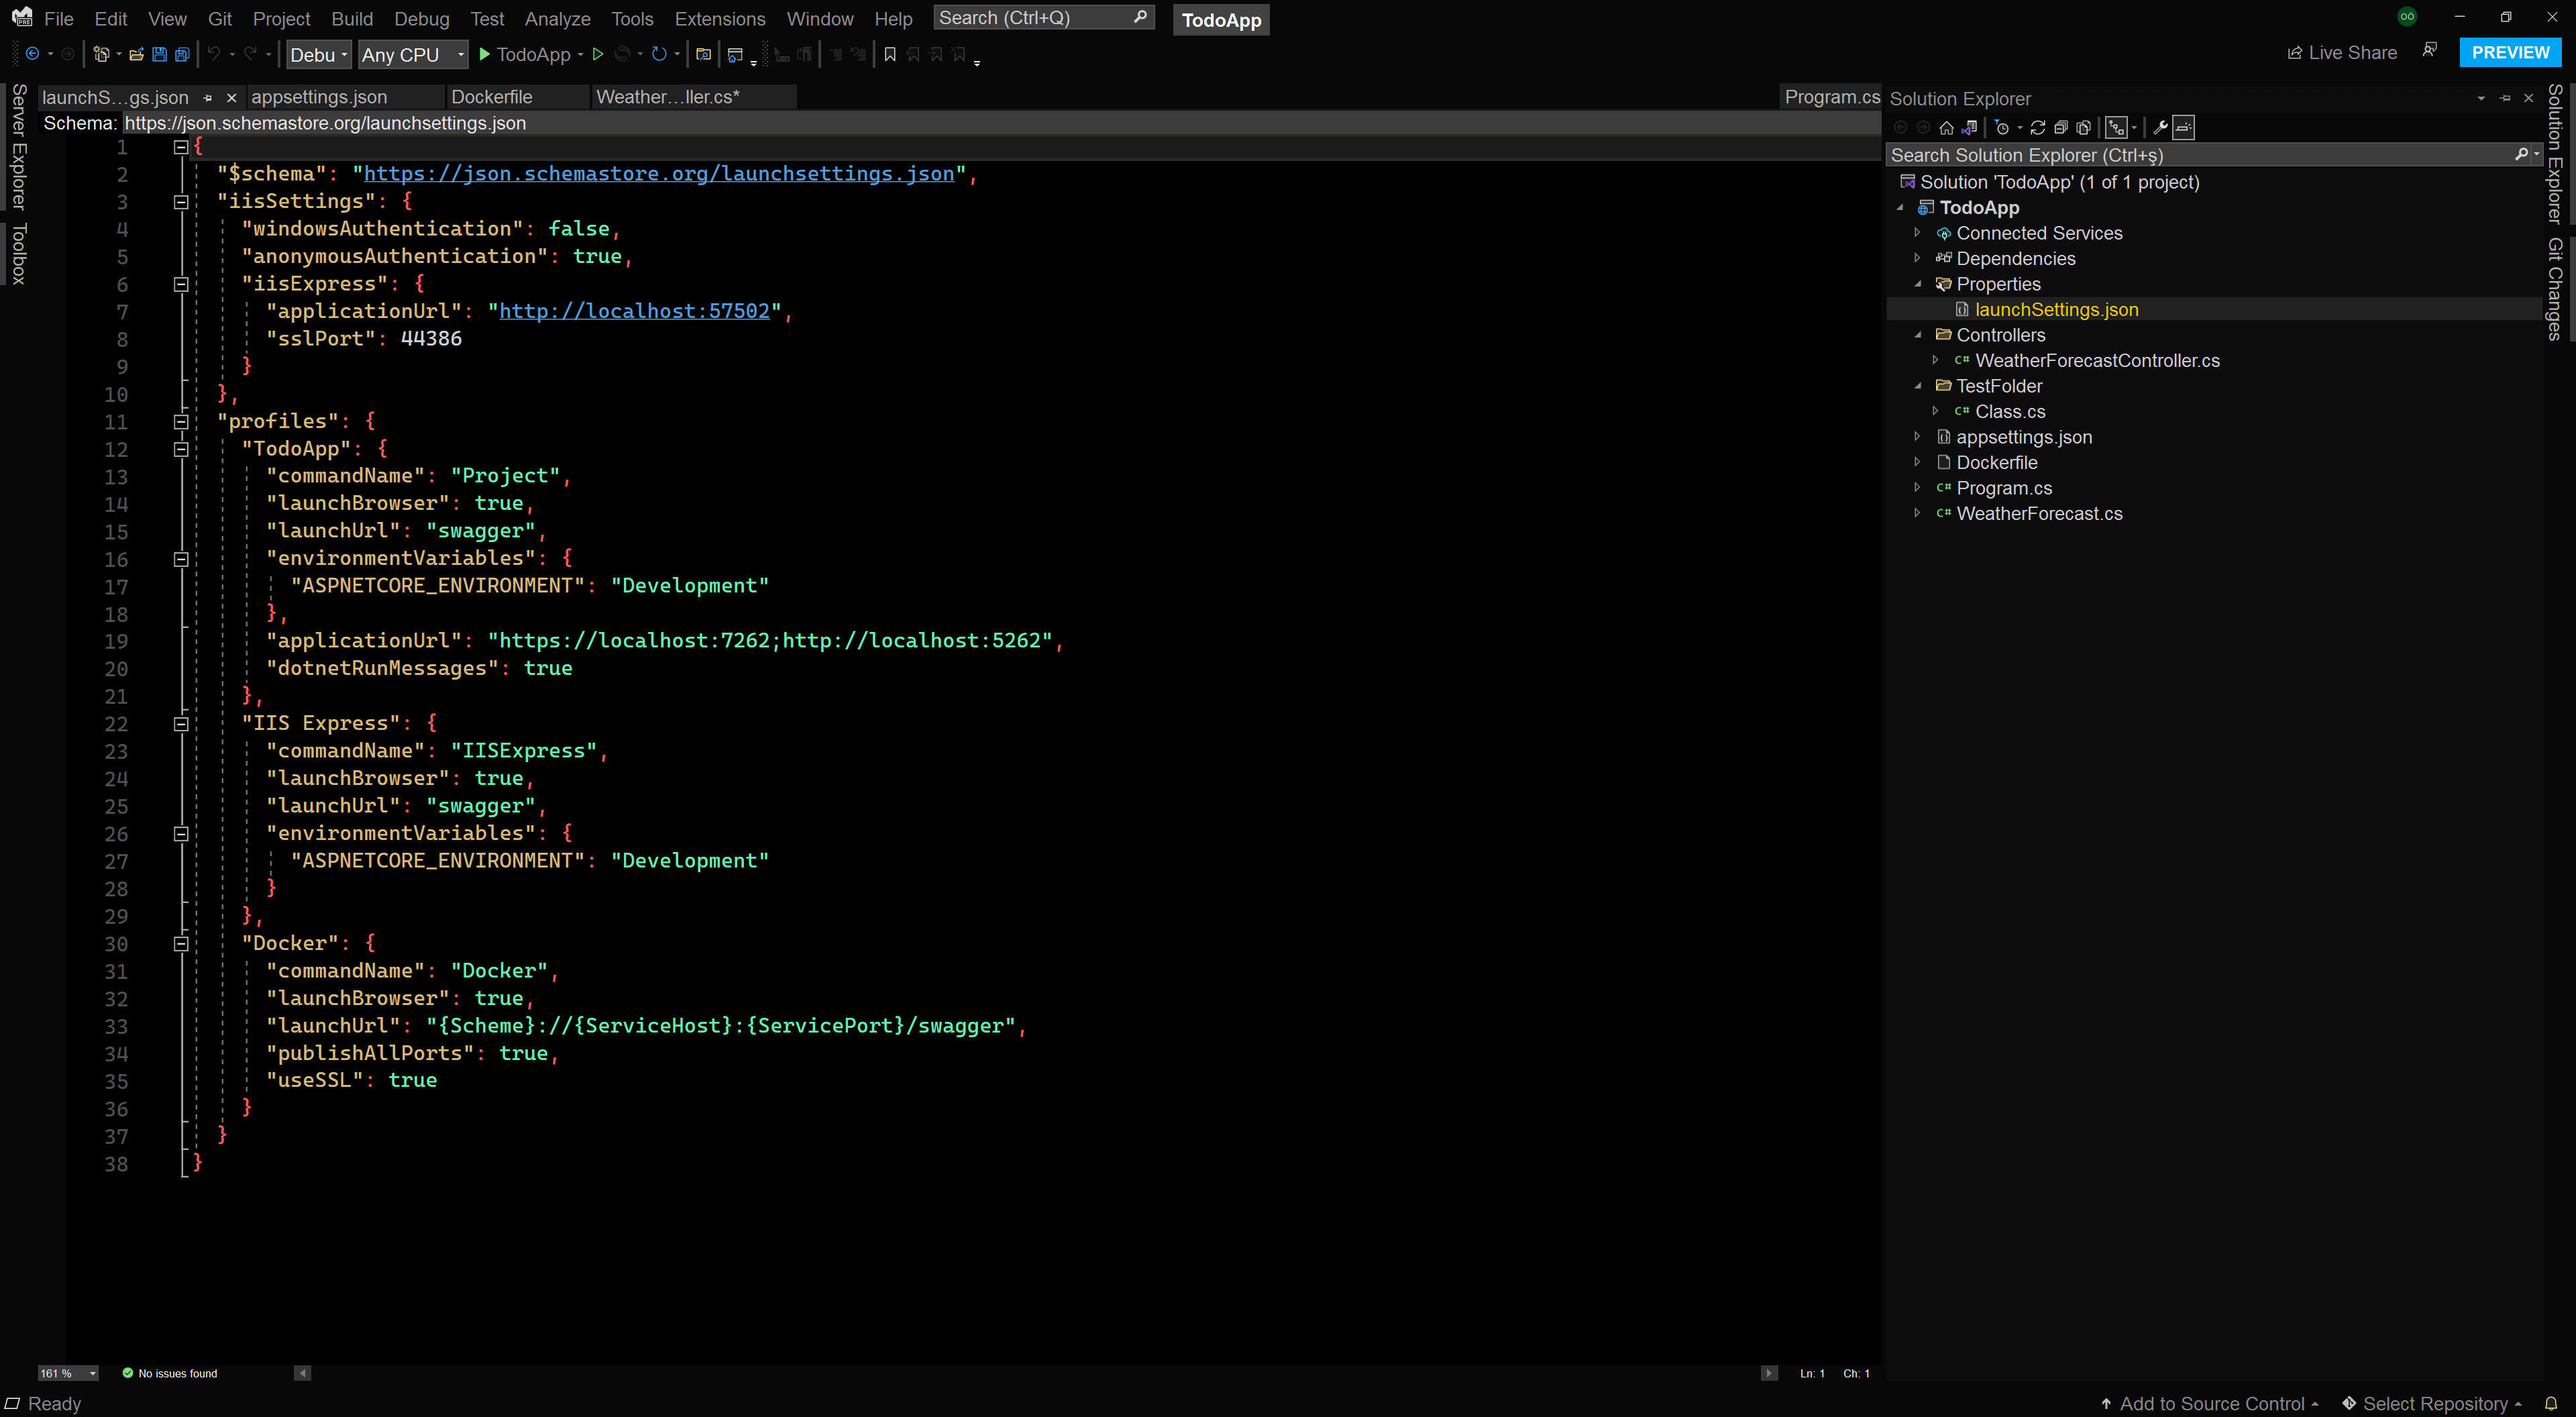 File Edit View Git Project Build Debug Test Analyze Tools Extensions Window Help Search (Ctrl+Q) TodoApp OO
Debu Any CPU TodoApp Live Share PREVIEW
Server Explorer
Toolbox
launchS...gs.json appsettings.json Dockerfile Weather...ller.cs* Program.cs
Schema: https://json.schemastore.org/launchsettings.json
1 {
2 "$schema": "https://json.schemastore.org/launchsettings.json",
3 "iisSettings": {
4 "windowsAuthentication": false,
5 "anonymousAuthentication": true,
6 "iisExpress": {
7 "applicationUrl": "http://localhost:57502",
8 "sslPort": 44386
9 }
10 },
11 "profiles": {
12 "TodoApp": {
13 "commandName": "Project",
14 "launchBrowser": true,
15 "launchUrl": "swagger",
16 "environmentVariables": {
17 "ASPNETCORE_ENVIRONMENT": "Development"
18 },
19 "applicationUrl": "https://localhost:7262;http://localhost:5262",
20 "dotnetRunMessages": true
21 },
22 "IIS Express": {
23 "commandName": "IISExpress",
24 "launchBrowser": true,
25 "launchUrl": "swagger",
26 "environmentVariables": {
27 "ASPNETCORE_ENVIRONMENT": "Development"
28 }
29 },
30 "Docker": {
31 "commandName": "Docker",
32 "launchBrowser": true,
33 "launchUrl": "{Scheme}://{ServiceHost}:{ServicePort}/swagger",
34 "publishAllPorts": true,
35 "useSSL": true
36 }
37 }
38 }
161 % No issues found Ln: 1 Ch: 1
Solution Explorer
Search Solution Explorer (Ctrl+ş)
Solution 'TodoApp' (1 of 1 project)
TodoApp
Connected Services
Dependencies
Properties
launchSettings.json
Controllers
C# WeatherForecastController.cs
TestFolder
C# Class.cs
appsettings.json
Dockerfile
C# Program.cs
C# WeatherForecast.cs
Solution Explorer
Git Changes
Ready Add to Source Control Select Repository